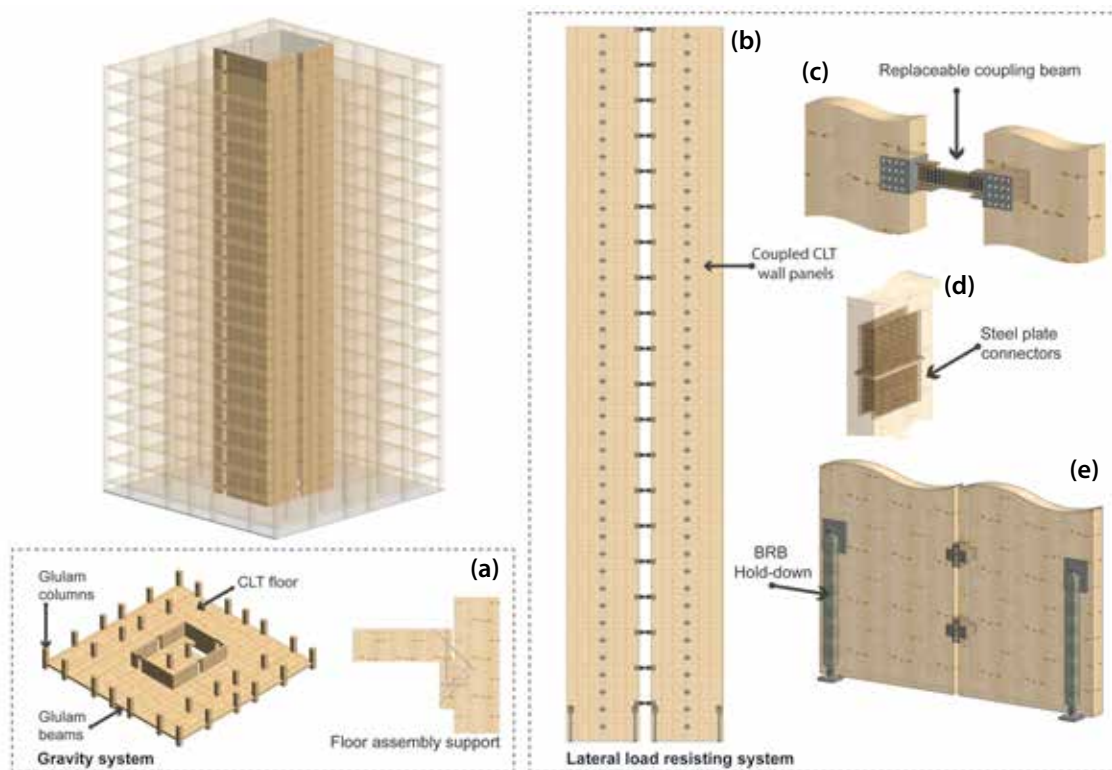 (b)
(c)
Replaceable coupling beam
Coupled CLT
wall panels
(d)
Steel plate
connectors
(e)
BRB
Hold-down
(a)
Glulam
columns
CLT floor
Glulam
beams
Floor assembly support
Gravity system
Lateral load resisting system